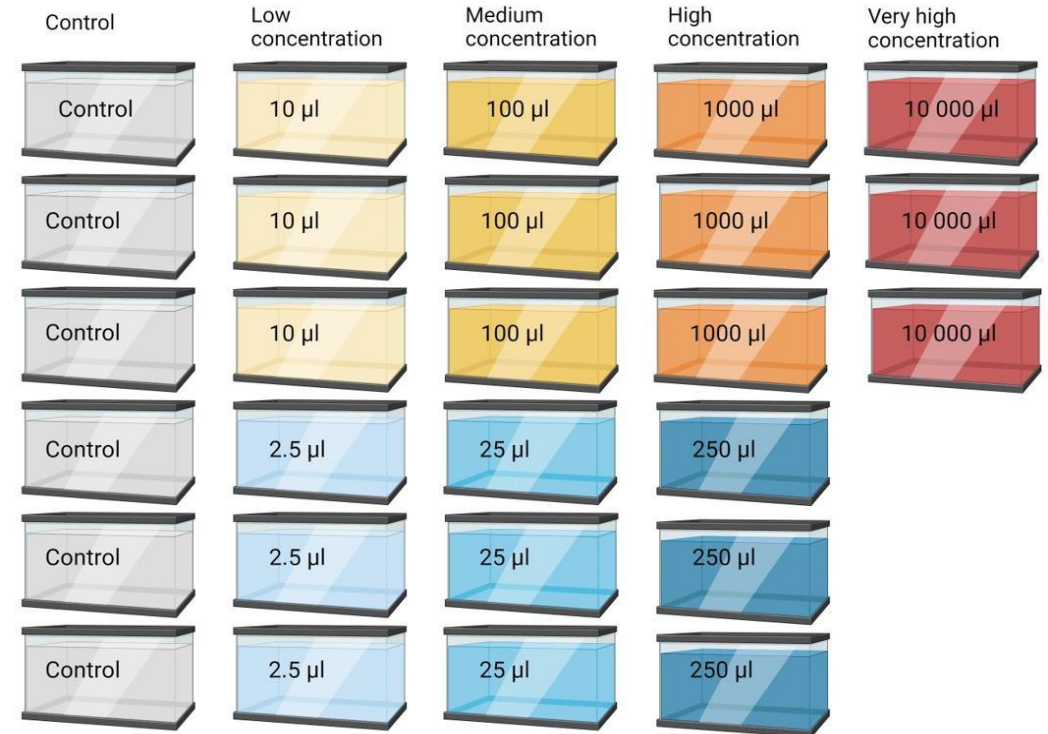 Control
Low
concentration
Medium
concentration
High
concentration
Very high
concentration
Control
10 µl
100 µl
1000 µl
10 000 µl
Control
10 µl
100 µl
1000 µl
10 000 µl
Control
10 µl
100 µl
1000 µl
10 000 µl
Control
2.5 µl
25 µl
250 µl
Control
2.5 µl
25 µl
250 µl
Control
2.5 µl
25 µl
250 µl